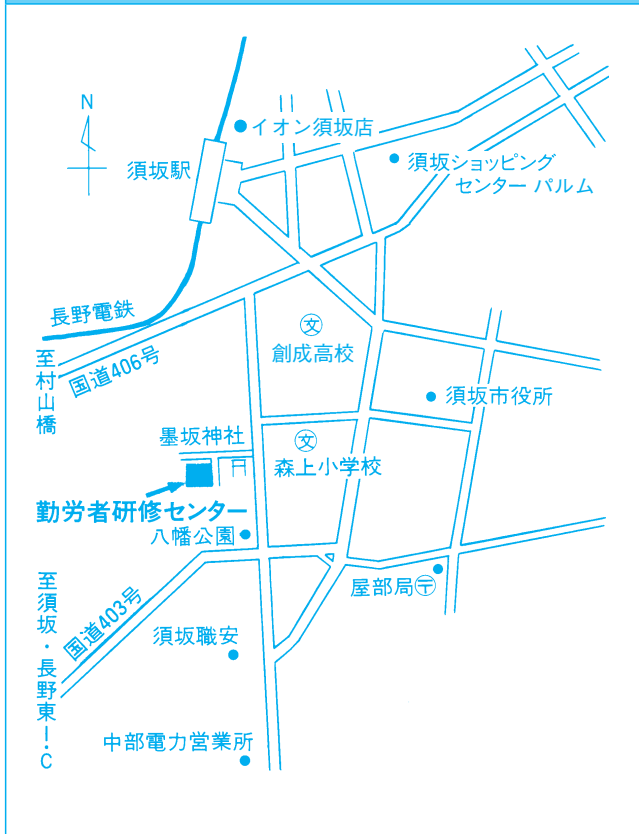 N
イオン須坂店
須坂駅
須坂ショッピング
センター パルム
長野電鉄
国道406号
至村山橋
文
創成高校
須坂市役所
墨坂神社
文
森上小学校
勤労者研修センター
八幡公園
屋部局〒
国道403号
至須坂・長野東I・C
須坂職安
中部電力営業所